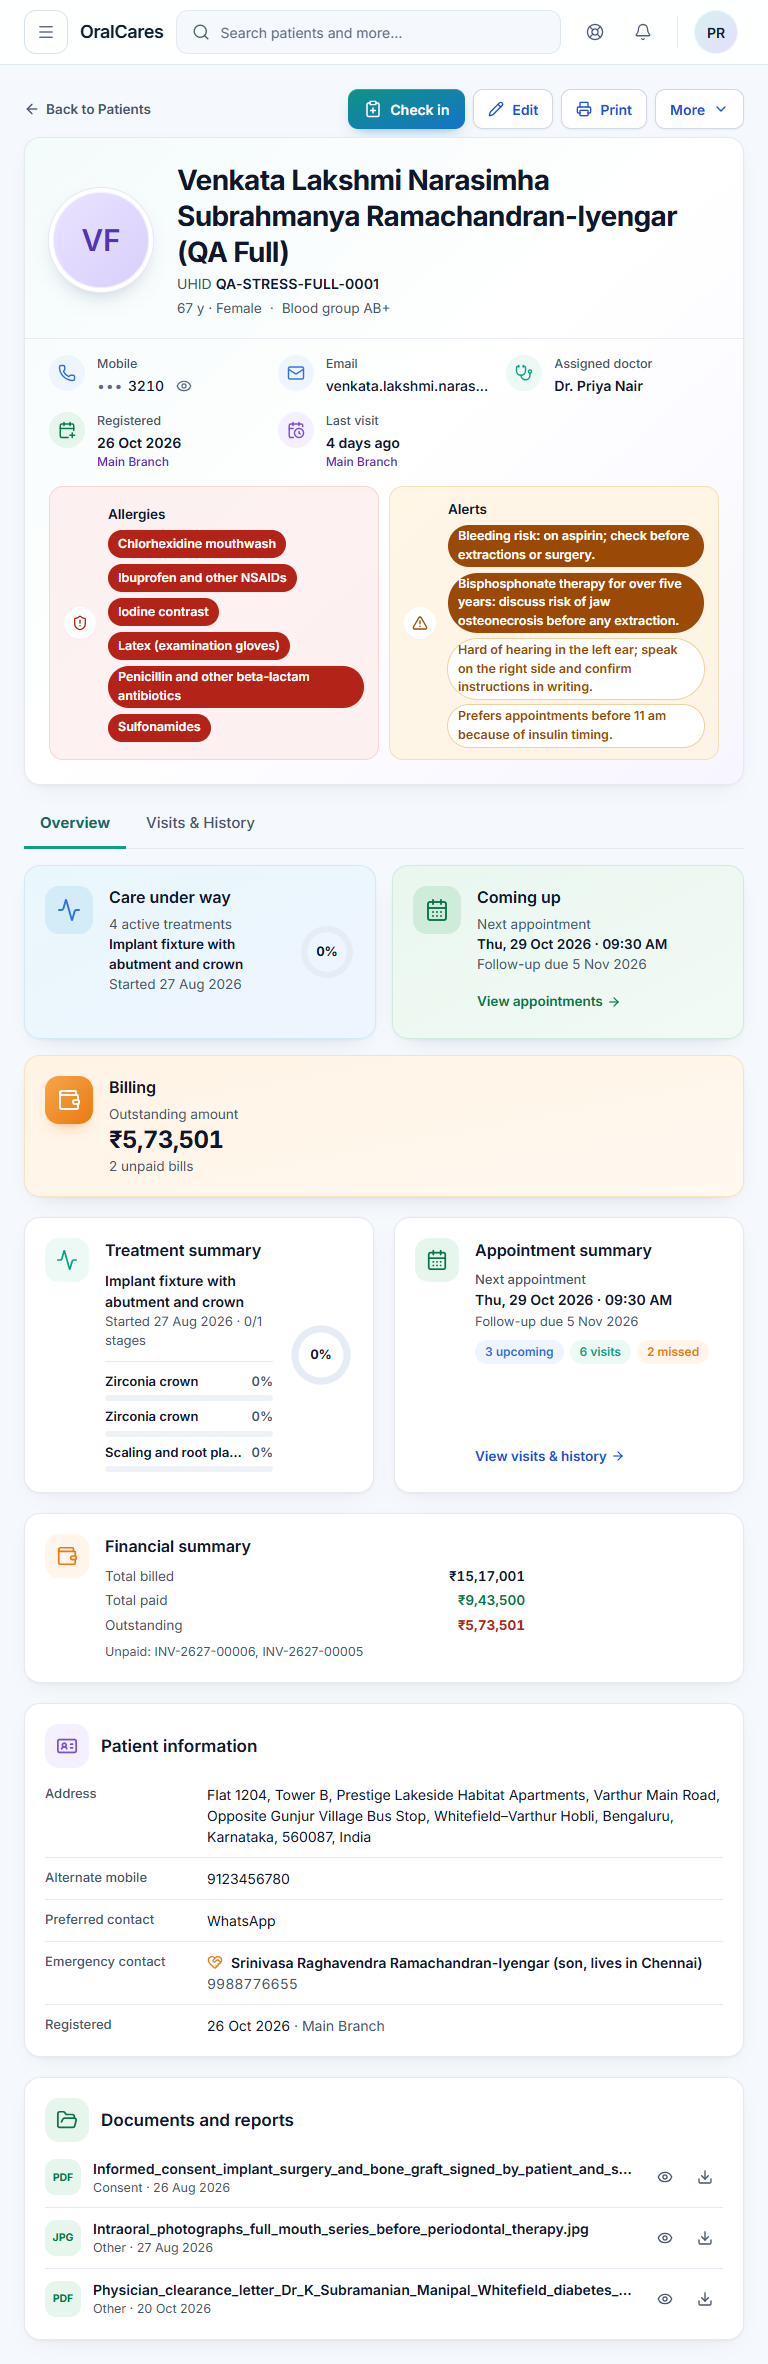 OralCares
Search patients and more...
PR
Back to Patients
Check in
Edit
Print
More
VF
Venkata Lakshmi Narasimha
Subrahmanya Ramachandran-Iyengar
(QA Full)
UHID QA-STRESS-FULL-0001
67 y · Female · Blood group AB+
Mobile
••• 3210
Email
venkata.lakshmi.naras...
Assigned doctor
Dr. Priya Nair
Registered
26 Oct 2026
Main Branch
Last visit
4 days ago
Main Branch
Allergies
Chlorhexidine mouthwash
Ibuprofen and other NSAIDs
Iodine contrast
Latex (examination gloves)
Penicillin and other beta-lactam
antibiotics
Sulfonamides
Alerts
Bleeding risk: on aspirin; check before
extractions or surgery.
Bisphosphonate therapy for over five
years: discuss risk of jaw
osteonecrosis before any extraction.
Hard of hearing in the left ear; speak
on the right side and confirm
instructions in writing.
Prefers appointments before 11 am
because of insulin timing.
Overview
Visits & History
Care under way
4 active treatments
Implant fixture with
abutment and crown
Started 27 Aug 2026
0%
Coming up
Next appointment
Thu, 29 Oct 2026 · 09:30 AM
Follow-up due 5 Nov 2026
View appointments →
Billing
Outstanding amount
₹5,73,501
2 unpaid bills
Treatment summary
Implant fixture with
abutment and crown
Started 27 Aug 2026 · 0/1
stages
0%
Zirconia crown 0%
Zirconia crown 0%
Scaling and root pla... 0%
Appointment summary
Next appointment
Thu, 29 Oct 2026 · 09:30 AM
Follow-up due 5 Nov 2026
3 upcoming
6 visits
2 missed
View visits & history →
Financial summary
Total billed ₹15,17,001
Total paid ₹9,43,500
Outstanding ₹5,73,501
Unpaid: INV-2627-00006, INV-2627-00005
Patient information
Address
Flat 1204, Tower B, Prestige Lakeside Habitat Apartments, Varthur Main Road,
Opposite Gunjur Village Bus Stop, Whitefield–Varthur Hobli, Bengaluru,
Karnataka, 560087, India
Alternate mobile
9123456780
Preferred contact
WhatsApp
Emergency contact
Srinivasa Raghavendra Ramachandran-Iyengar (son, lives in Chennai)
9988776655
Registered
26 Oct 2026 · Main Branch
Documents and reports
PDF
Informed_consent_implant_surgery_and_bone_graft_signed_by_patient_and_s...
Consent · 26 Aug 2026
JPG
Intraoral_photographs_full_mouth_series_before_periodontal_therapy.jpg
Other · 27 Aug 2026
PDF
Physician_clearance_letter_Dr_K_Subramanian_Manipal_Whitefield_diabetes_...
Other · 20 Oct 2026